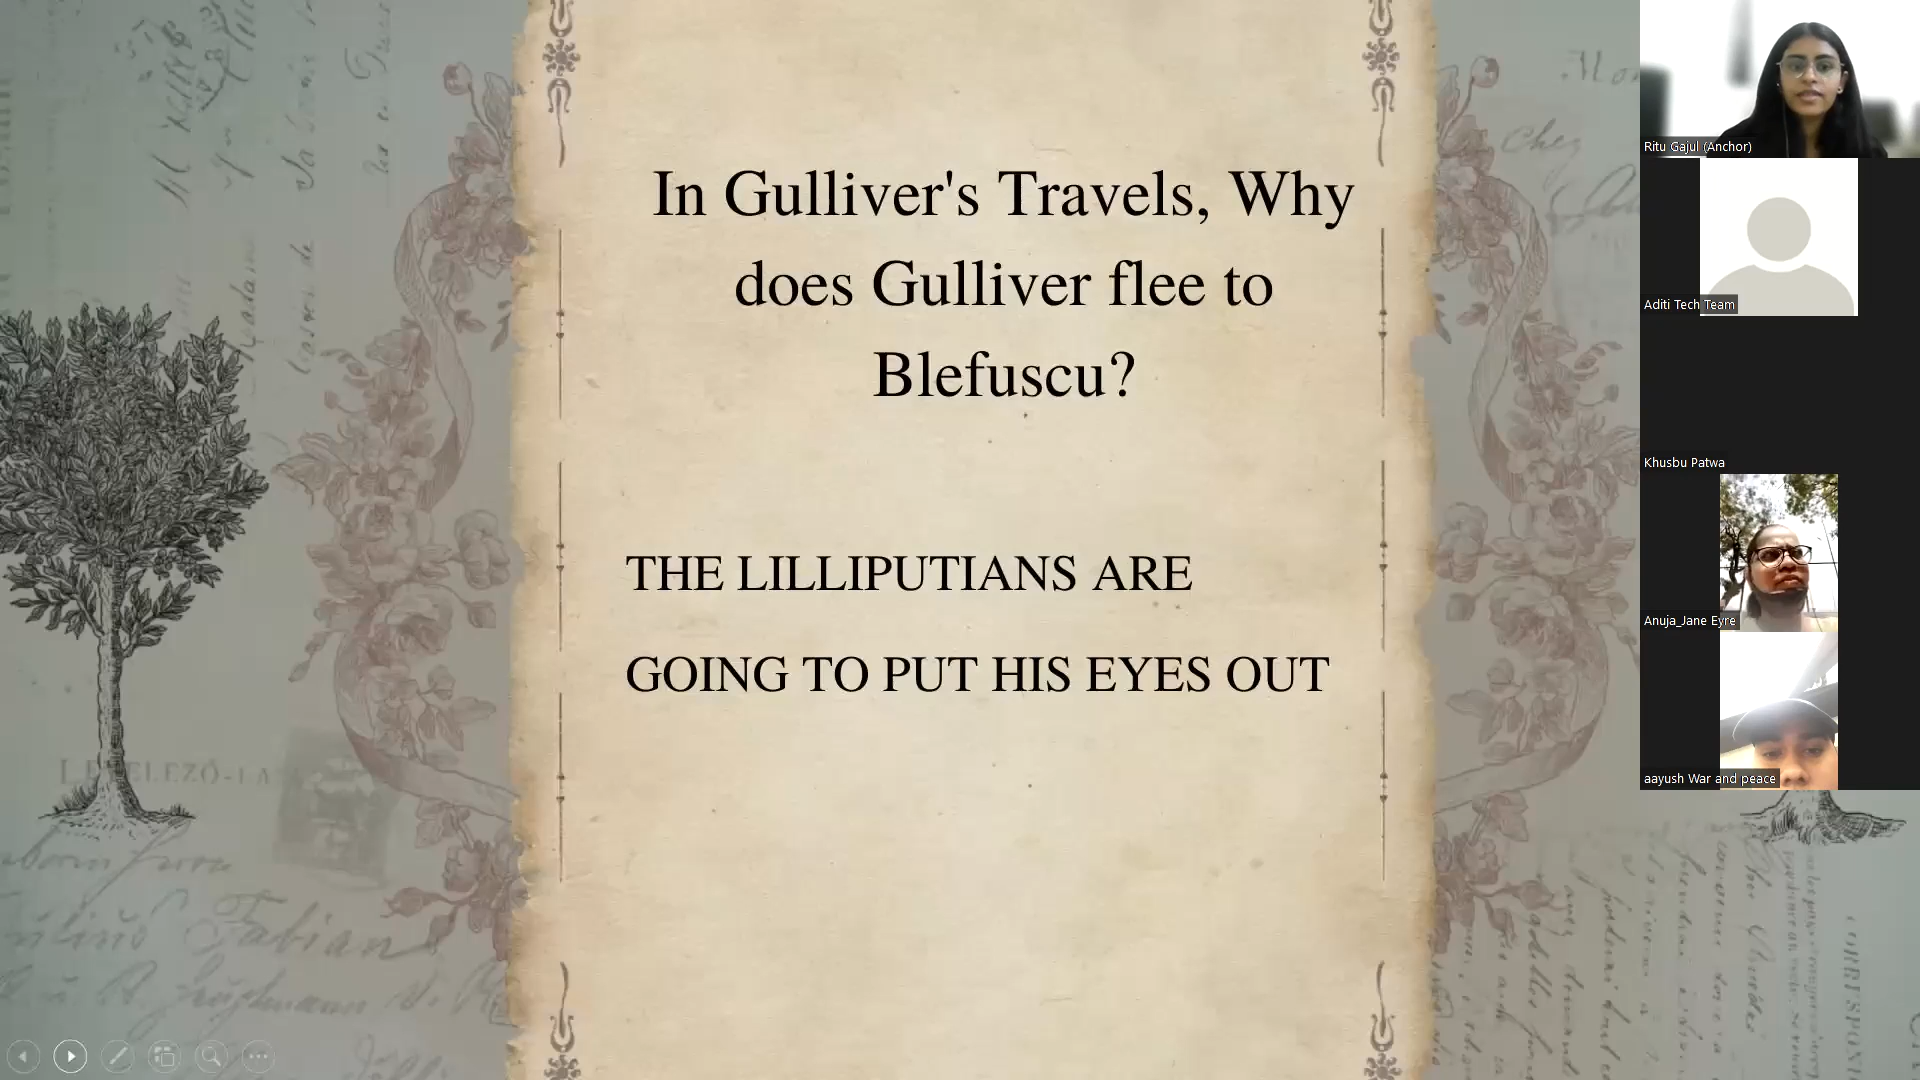 In Gulliver's Travels, Why
does Gulliver flee to
Blefuscu?
THE LILLIPUTIANS ARE
GOING TO PUT HIS EYES OUT
Ritu Gajul (Anchor)
Aditi Tech Team
Khusbu Patwa
Anuja_Jane Eyre
aayush War and peace